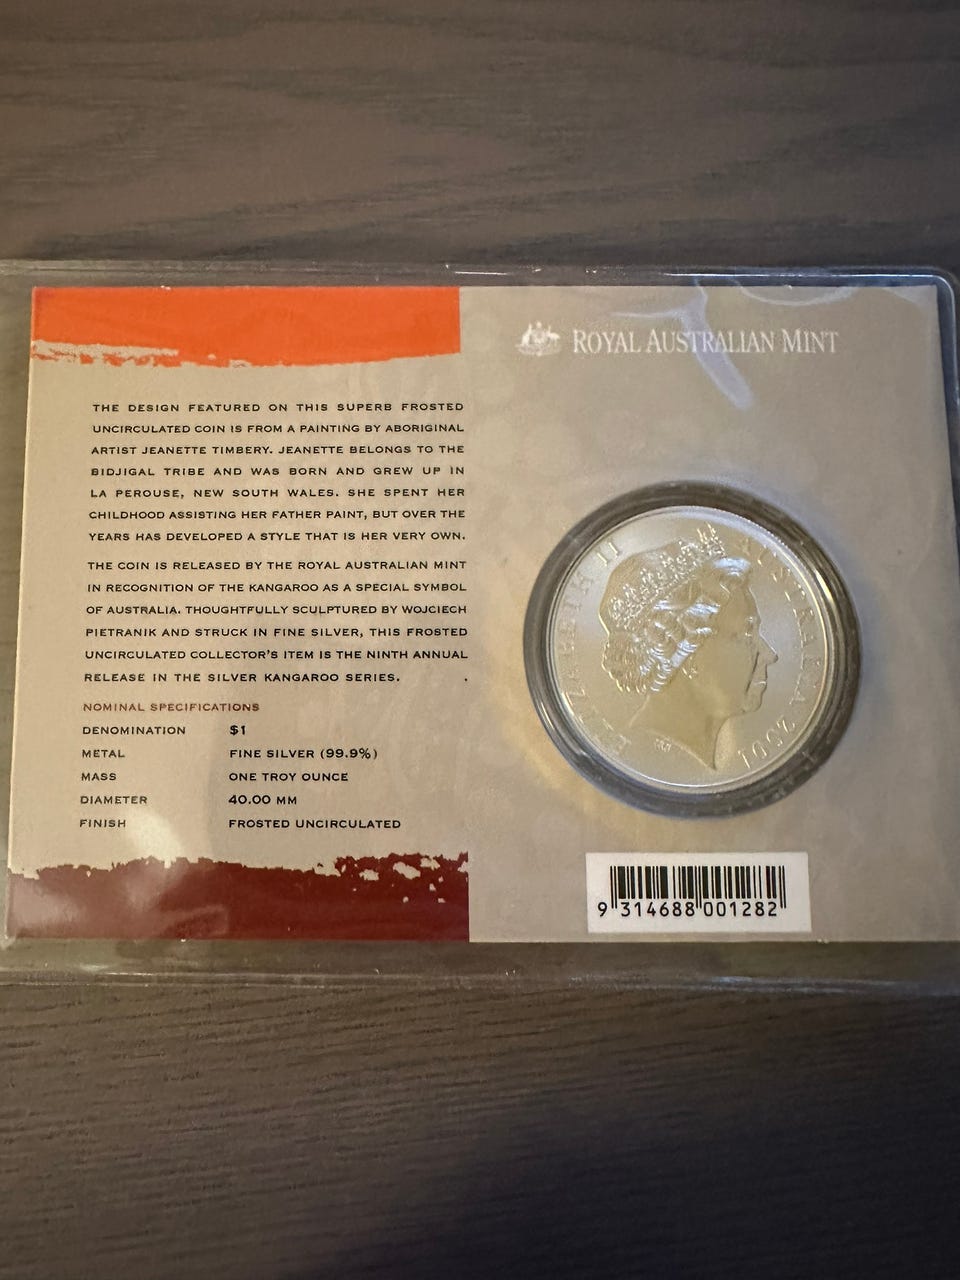 THE DESIGN FEATURED ON THIS SUPERB FROSTED
UNCIRCULATED COIN IS FROM A PAINTING BY ABORIGINAL
ARTIST JEANETTE TIMBERY. JEANETTE BELONGS TO THE
BIDJIGAL TRIBE AND WAS BORN AND GREW UP IN
LA PEROUSE, NEW SOUTH WALES. SHE SPENT HER
CHILDHOOD ASSISTING HER FATHER PAINT, BUT OVER THE
YEARS HAS DEVELOPED A STYLE THAT IS HER VERY OWN.
THE COIN IS RELEASED BY THE ROYAL AUSTRALIAN MINT
IN RECOGNITION OF THE KANGAROO AS A SPECIAL SYMBOL
OF AUSTRALIA. THOUGHTFULLY SCULPTURED BY WOJCIECH
PIETRANIK AND STRUCK IN FINE SILVER, THIS FROSTED
UNCIRCULATED COLLECTOR'S ITEM IS THE NINTH ANNUAL
RELEASE IN THE SILVER KANGAROO SERIES.
NOMINAL SPECIFICATIONS
DENOMINATION $1
METAL FINE SILVER (99.9%)
MASS ONE TROY OUNCE
DIAMETER 40.00 MM
FINISH FROSTED UNCIRCULATED
ROYAL AUSTRALIAN MINT
ELIZABETH II AUSTRALIA 2001
9 314688 001282